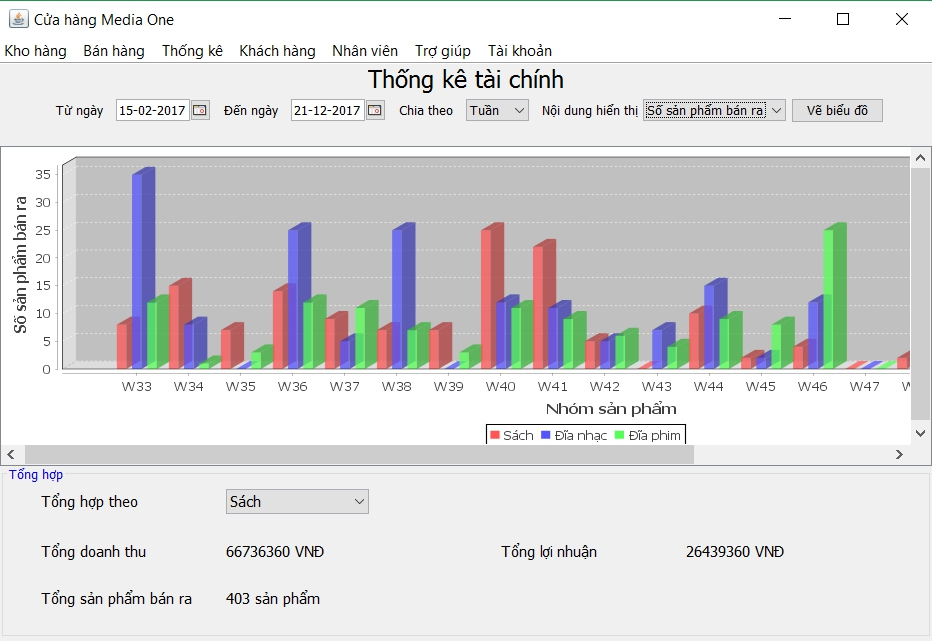 Cửa hàng Media One
Kho hàng Bán hàng Thống kê Khách hàng Nhân viên Trợ giúp Tài khoản
Thống kê tài chính
Từ ngày 15-02-2017 Đến ngày 21-12-2017 Chia theo Tuần Nội dung hiển thị Số sản phẩm bán ra Vẽ biểu đồ
Số sản phẩm bán ra
35
30
25
20
15
10
5
0
W33 W34 W35 W36 W37 W38 W39 W40 W41 W42 W43 W44 W45 W46 W47
Nhóm sản phẩm
Sách Đĩa nhạc Đĩa phim
Tổng hợp
Tổng hợp theo Sách
Tổng doanh thu 66736360 VNĐ Tổng lợi nhuận 26439360 VNĐ
Tổng sản phẩm bán ra 403 sản phẩm